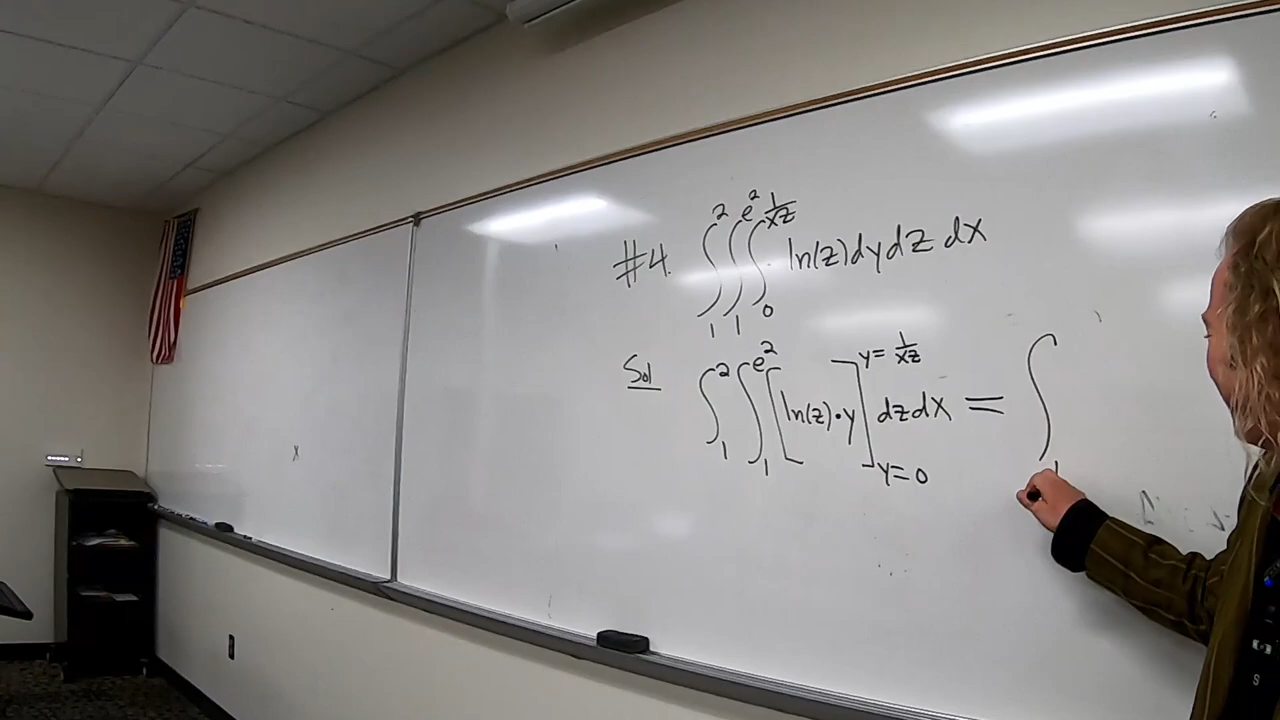 #4. ∫₁² ∫₁^{e²} ∫₀^{1/xz} ln(z) dy dz dx
Sol ∫₁² ∫₁^{e²} [ln(z)·y]_{y=0}^{y=1/xz} dz dx = ∫₁
x
S